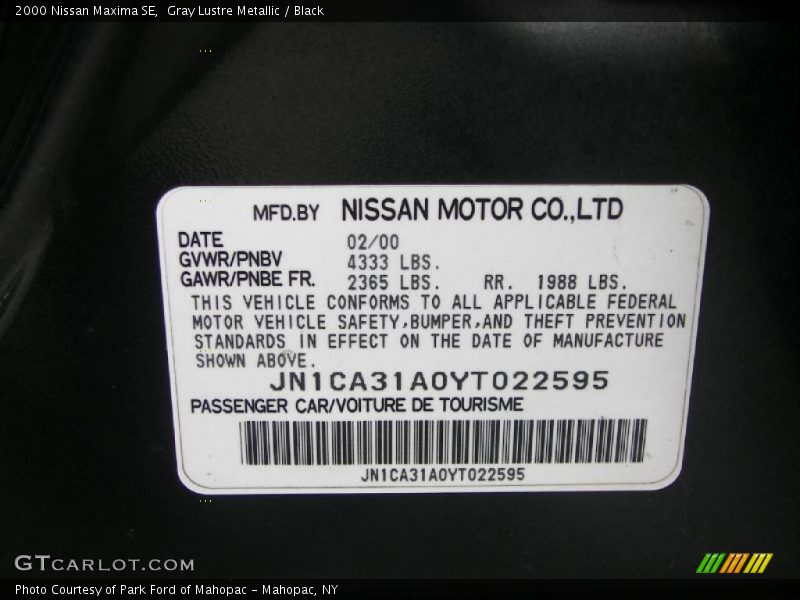 2000 Nissan Maxima SE,  Gray Lustre Metallic / Black
MFD.BY NISSAN MOTOR CO.,LTD
DATE 02/00
GVWR/PNBV 4333 LBS.
GAWR/PNBE FR. 2365 LBS. RR. 1988 LBS.
THIS VEHICLE CONFORMS TO ALL APPLICABLE FEDERAL
MOTOR VEHICLE SAFETY,BUMPER,AND THEFT PREVENTION
STANDARDS IN EFFECT ON THE DATE OF MANUFACTURE
SHOWN ABOVE.
JN1CA31A0YT022595
PASSENGER CAR/VOITURE DE TOURISME
JN1CA31A0YT022595
GTCARLOT.COM
Photo Courtesy of Park Ford of Mahopac - Mahopac, NY